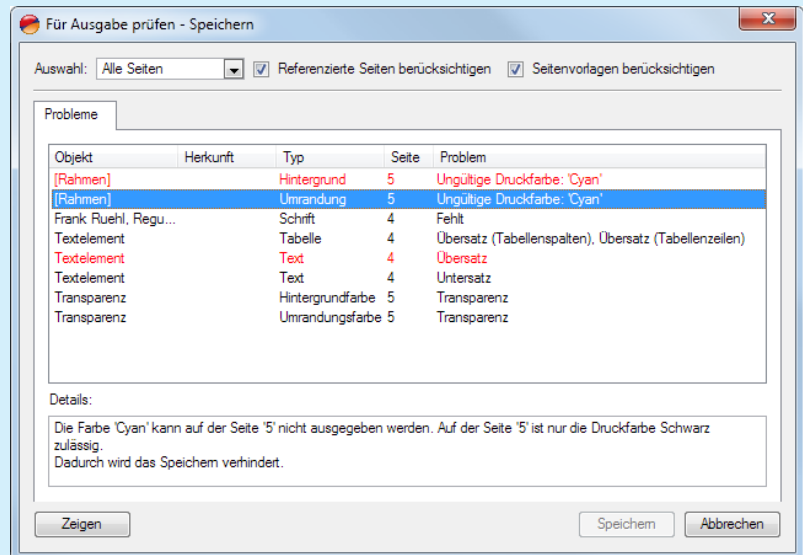 Für Ausgabe prüfen - Speichern
Auswahl: Alle Seiten Referenzierte Seiten berücksichtigen Seitenvorlagen berücksichtigen
Probleme
Objekt Herkunft Typ Seite Problem
[Rahmen] Hintergrund 5 Ungültige Druckfarbe: 'Cyan'
[Rahmen] Umrandung 5 Ungültige Druckfarbe: 'Cyan'
Frank Ruehl, Regu... Schrift 4 Fehlt
Textelement Tabelle 4 Übersatz (Tabellenspalten), Übersatz (Tabellenzeilen)
Textelement Text 4 Übersatz
Textelement Text 4 Untersatz
Transparenz Hintergrundfarbe 5 Transparenz
Transparenz Umrandungsfarbe 5 Transparenz
Details:
Die Farbe 'Cyan' kann auf der Seite '5' nicht ausgegeben werden. Auf der Seite '5' ist nur die Druckfarbe Schwarz
zulässig.
Dadurch wird das Speichern verhindert.
Zeigen Speichern Abbrechen